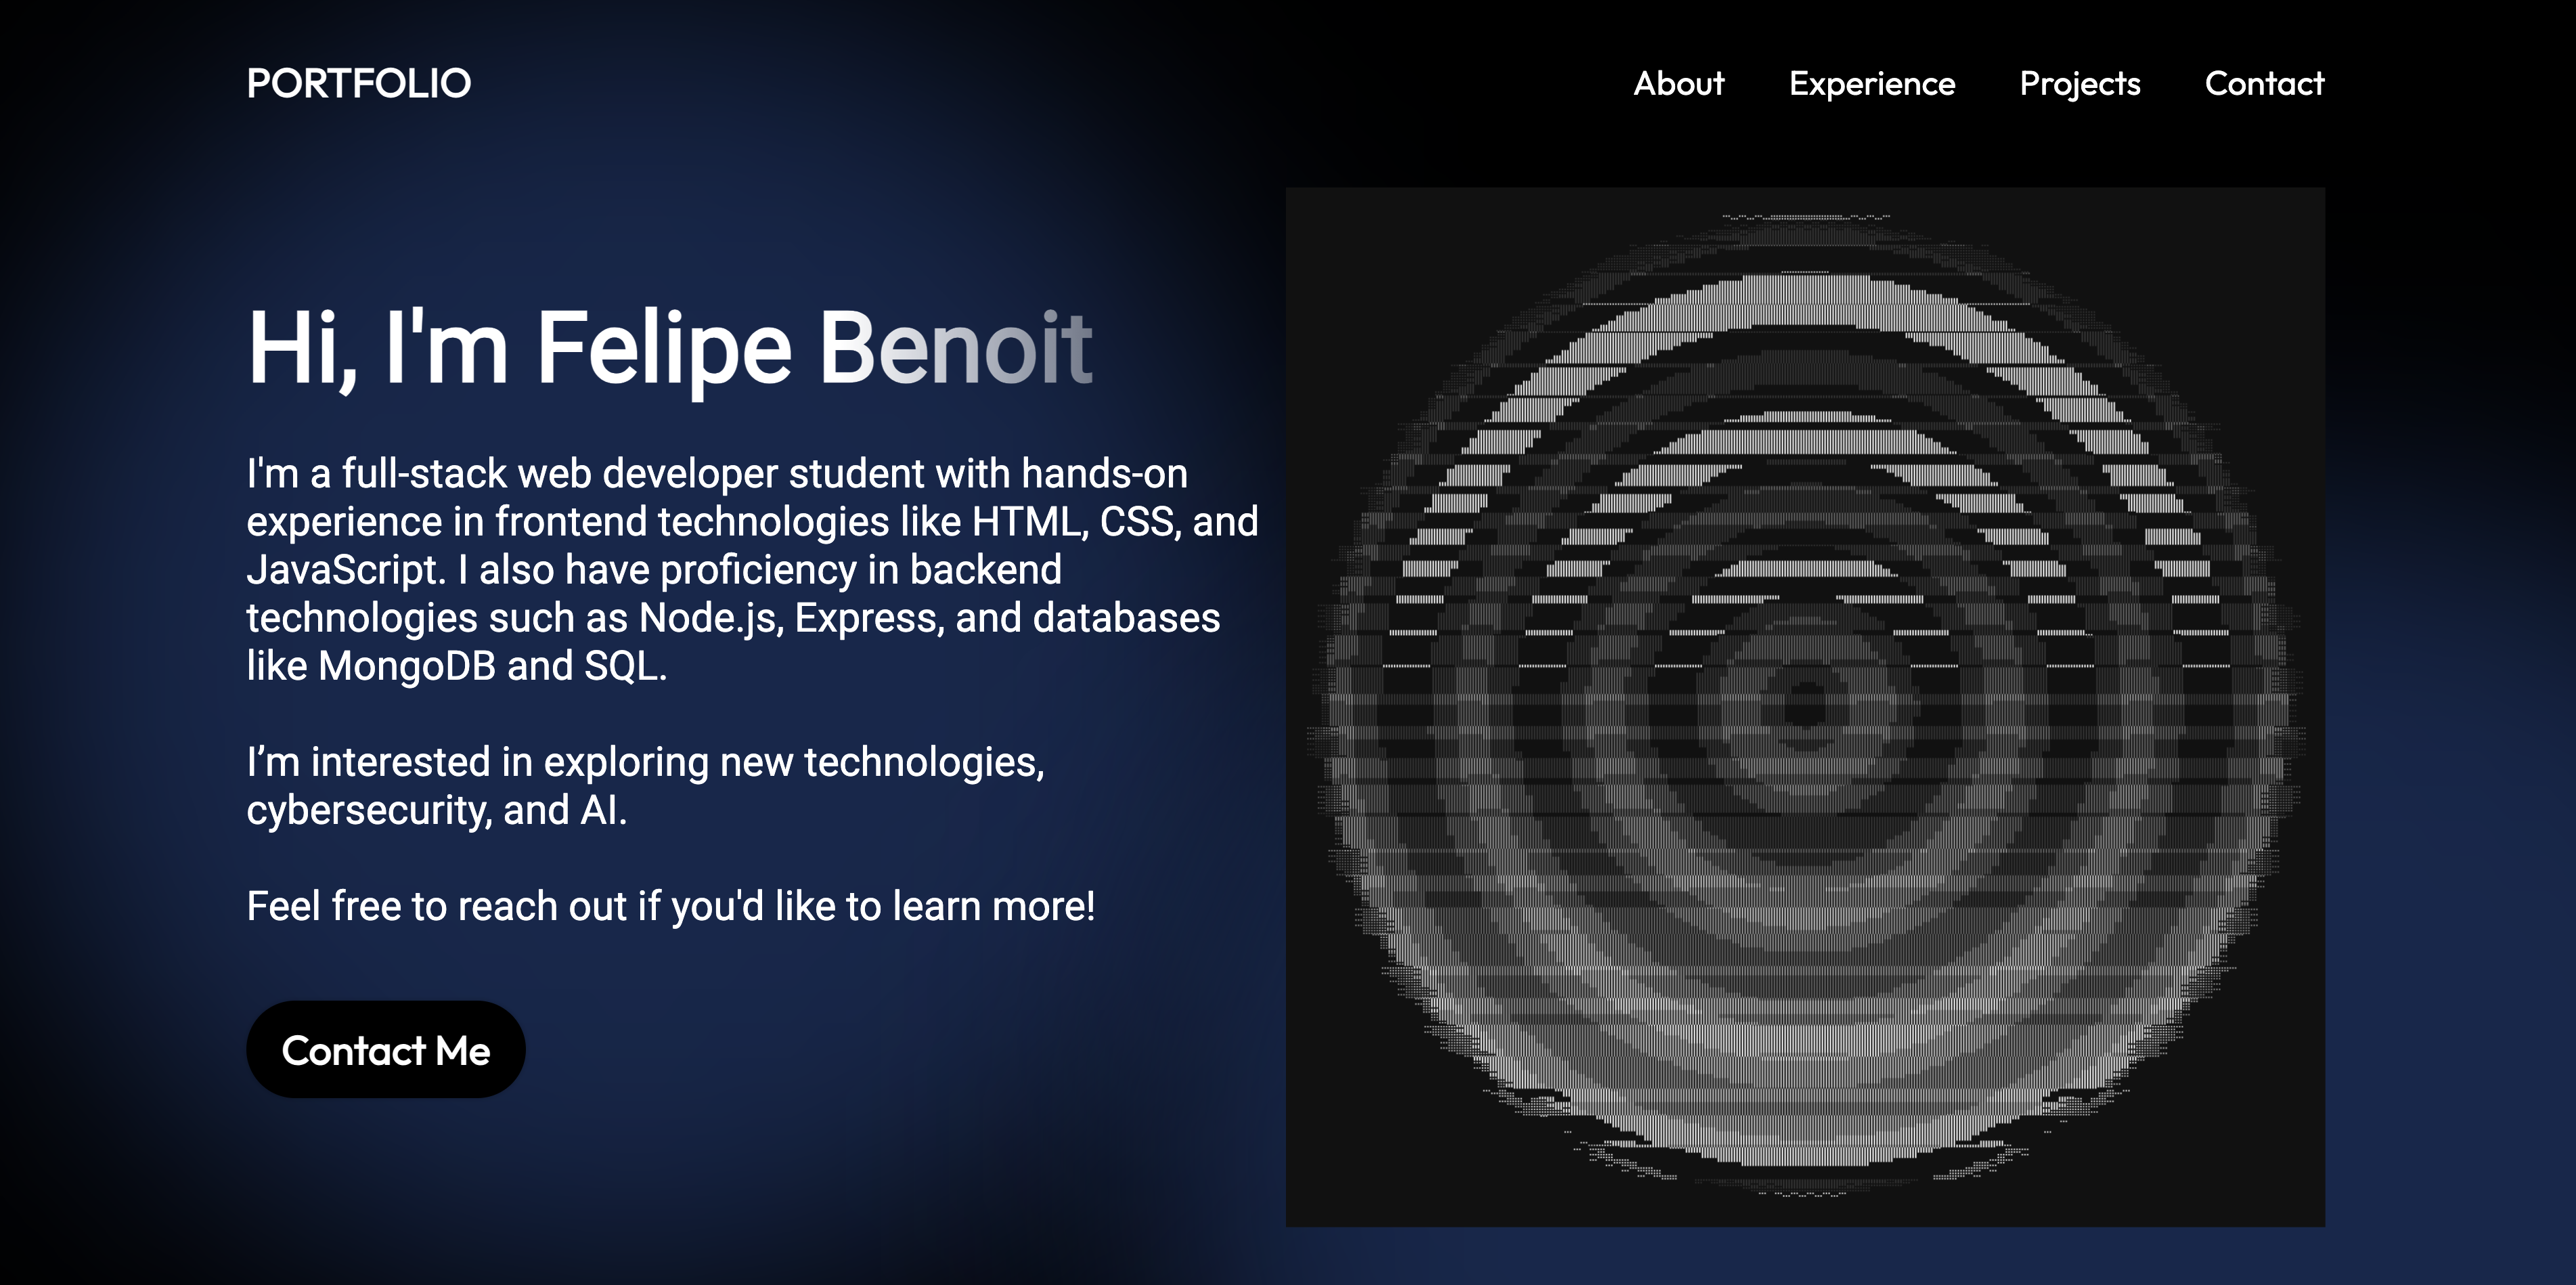 PORTFOLIO
About Experience Projects Contact
Hi, I'm Felipe Benoit
I'm a full-stack web developer student with hands-on
experience in frontend technologies like HTML, CSS, and
JavaScript. I also have proficiency in backend
technologies such as Node.js, Express, and databases
like MongoDB and SQL.
I’m interested in exploring new technologies,
cybersecurity, and AI.
Feel free to reach out if you'd like to learn more!
Contact Me